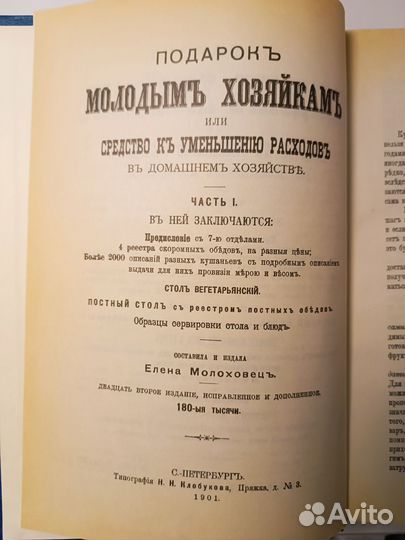 ПОДАРОКЪ
МОЛОДЫМЪ ХОЗЯЙКАМЪ
ИЛИ
СРЕДСТВО КЪ УМЕНЬШЕНІЮ РАСХОДОВЪ
ВЪ ДОМАШНЕМЪ ХОЗЯЙСТВѢ.
ЧАСТЬ I.
ВЪ НЕЙ ЗАКЛЮЧАЮТСЯ:
Предисловіе съ 7-ю отдѣлами.
4 реестра скоромныхъ обѣдовъ, на разныя цѣны;
Болѣе 2000 описаній разныхъ кушаньевъ съ подробнымъ описаніемъ
выдачи для нихъ провизіи мѣрою и вѣсомъ.
СТОЛЪ ВЕГЕТАРЬЯНСКІЙ.
ПОСТНЫЙ СТОЛЪ съ реестромъ постныхъ обѣдовъ.
Образцы сервировки стола и блюдъ.
СОСТАВИЛА И ИЗДАЛА
Елена Молоховецъ.
ДВАДЦАТЬ ВТОРОЕ ИЗДАНІЕ, ИСПРАВЛЕННОЕ И ДОПОЛНЕННОЕ.
180-ыя тысячи.
С.-ПЕТЕРБУРГЪ.
Типографія Н. Н. Клобукова, Пряжка, д. № 3.
1901.
Avito